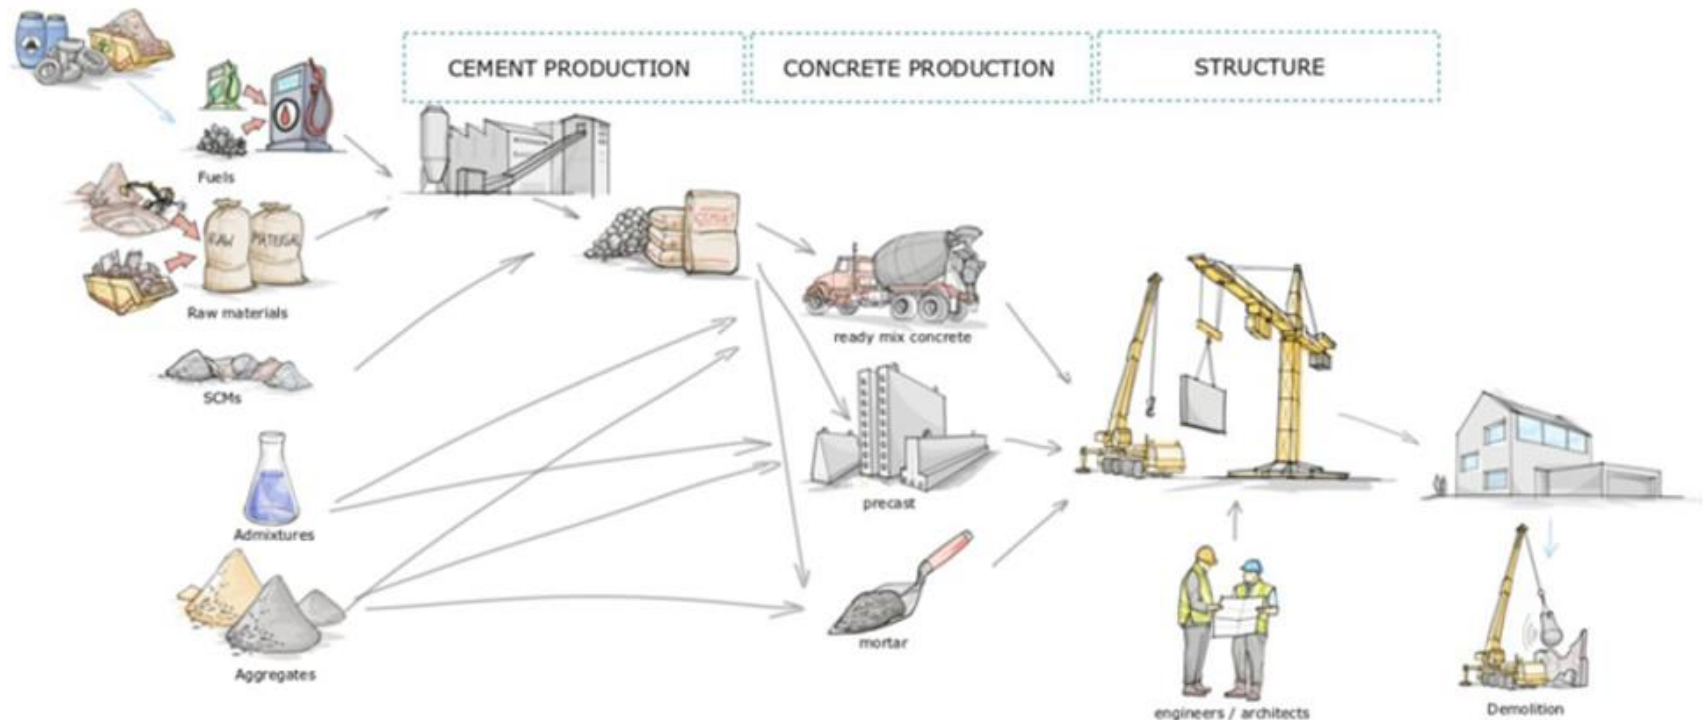 CEMENT PRODUCTION
CONCRETE PRODUCTION
STRUCTURE
Fuels
RAW
MATERIAL
Raw materials
CEMENT
SCMs
ready mix concrete
Admixtures
precast
Aggregates
mortar
engineers / architects
Demolition